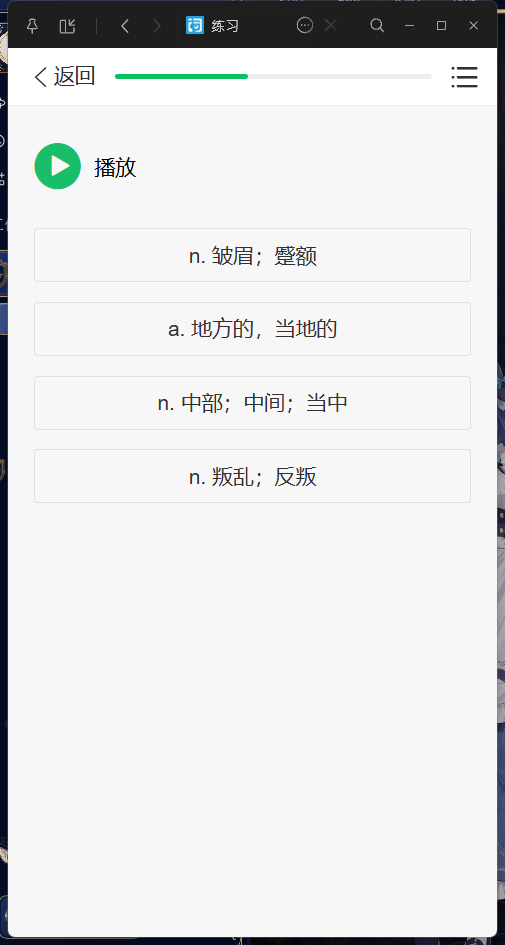 练习
返回
播放
n. 皱眉；蹙额
a. 地方的，当地的
n. 中部；中间；当中
n. 叛乱；反叛